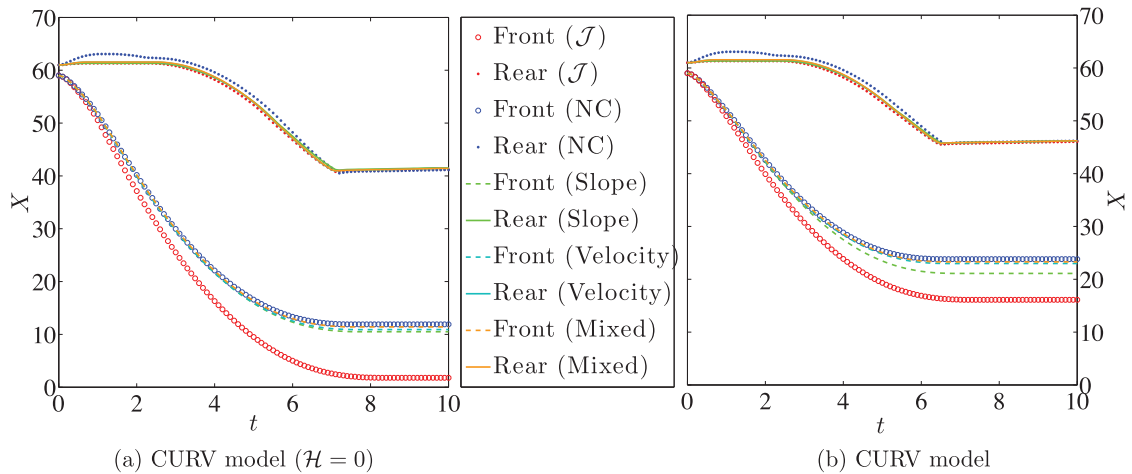 70
60
50
40
30
20
10
0
X
0 2 4 6 8 10
t
(a) CURV model (ℋ = 0)
Front (𝒥)
Rear (𝒥)
Front (NC)
Rear (NC)
Front (Slope)
Rear (Slope)
Front (Velocity)
Rear (Velocity)
Front (Mixed)
Rear (Mixed)
70
60
50
40
30
20
10
0
X
0 2 4 6 8 10
t
(b) CURV model